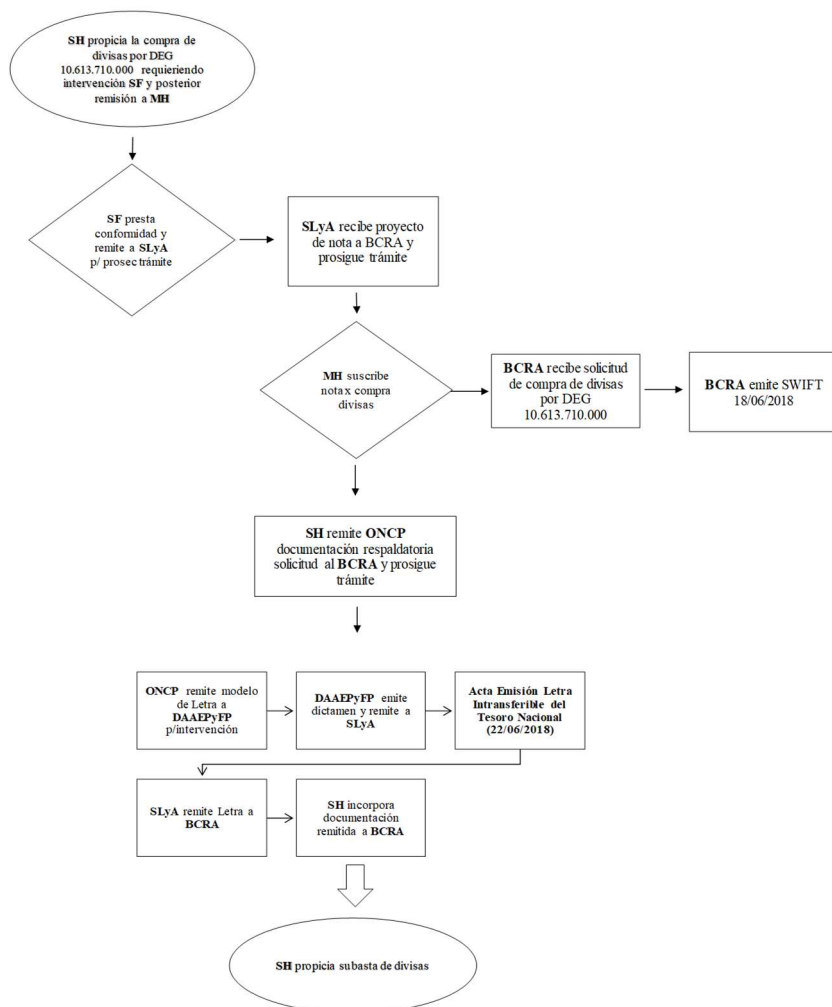 SH propicia la compra de
divisas por DEG
10.613.710.000 requieriendo
intervención SF y posterior
remisión a MH
SF presta
conformidad y
remite a SLyA
p/ prosec trámite
SLyA recibe proyecto
de nota a BCRA y
prosigue trámite
MH suscribe
nota x compra
divisas
BCRA recibe solicitud
de compra de divisas
por DEG
10.613.710.000
BCRA emite SWIFT
18/06/2018
SH remite ONCP
documentación respaldatoria
solicitud al BCRA y prosigue
trámite
ONCP remite modelo
de Letra a
DAAEPyFP
p/intervención
DAAEPyFP emite
dictamen y remite a
SLyA
Acta Emisión Letra
Intransferible del
Tesoro Nacional
(22/06/2018)
SLyA remite Letra a
BCRA
SH incorpora
documentación
remitida a BCRA
SH propicia subasta de divisas